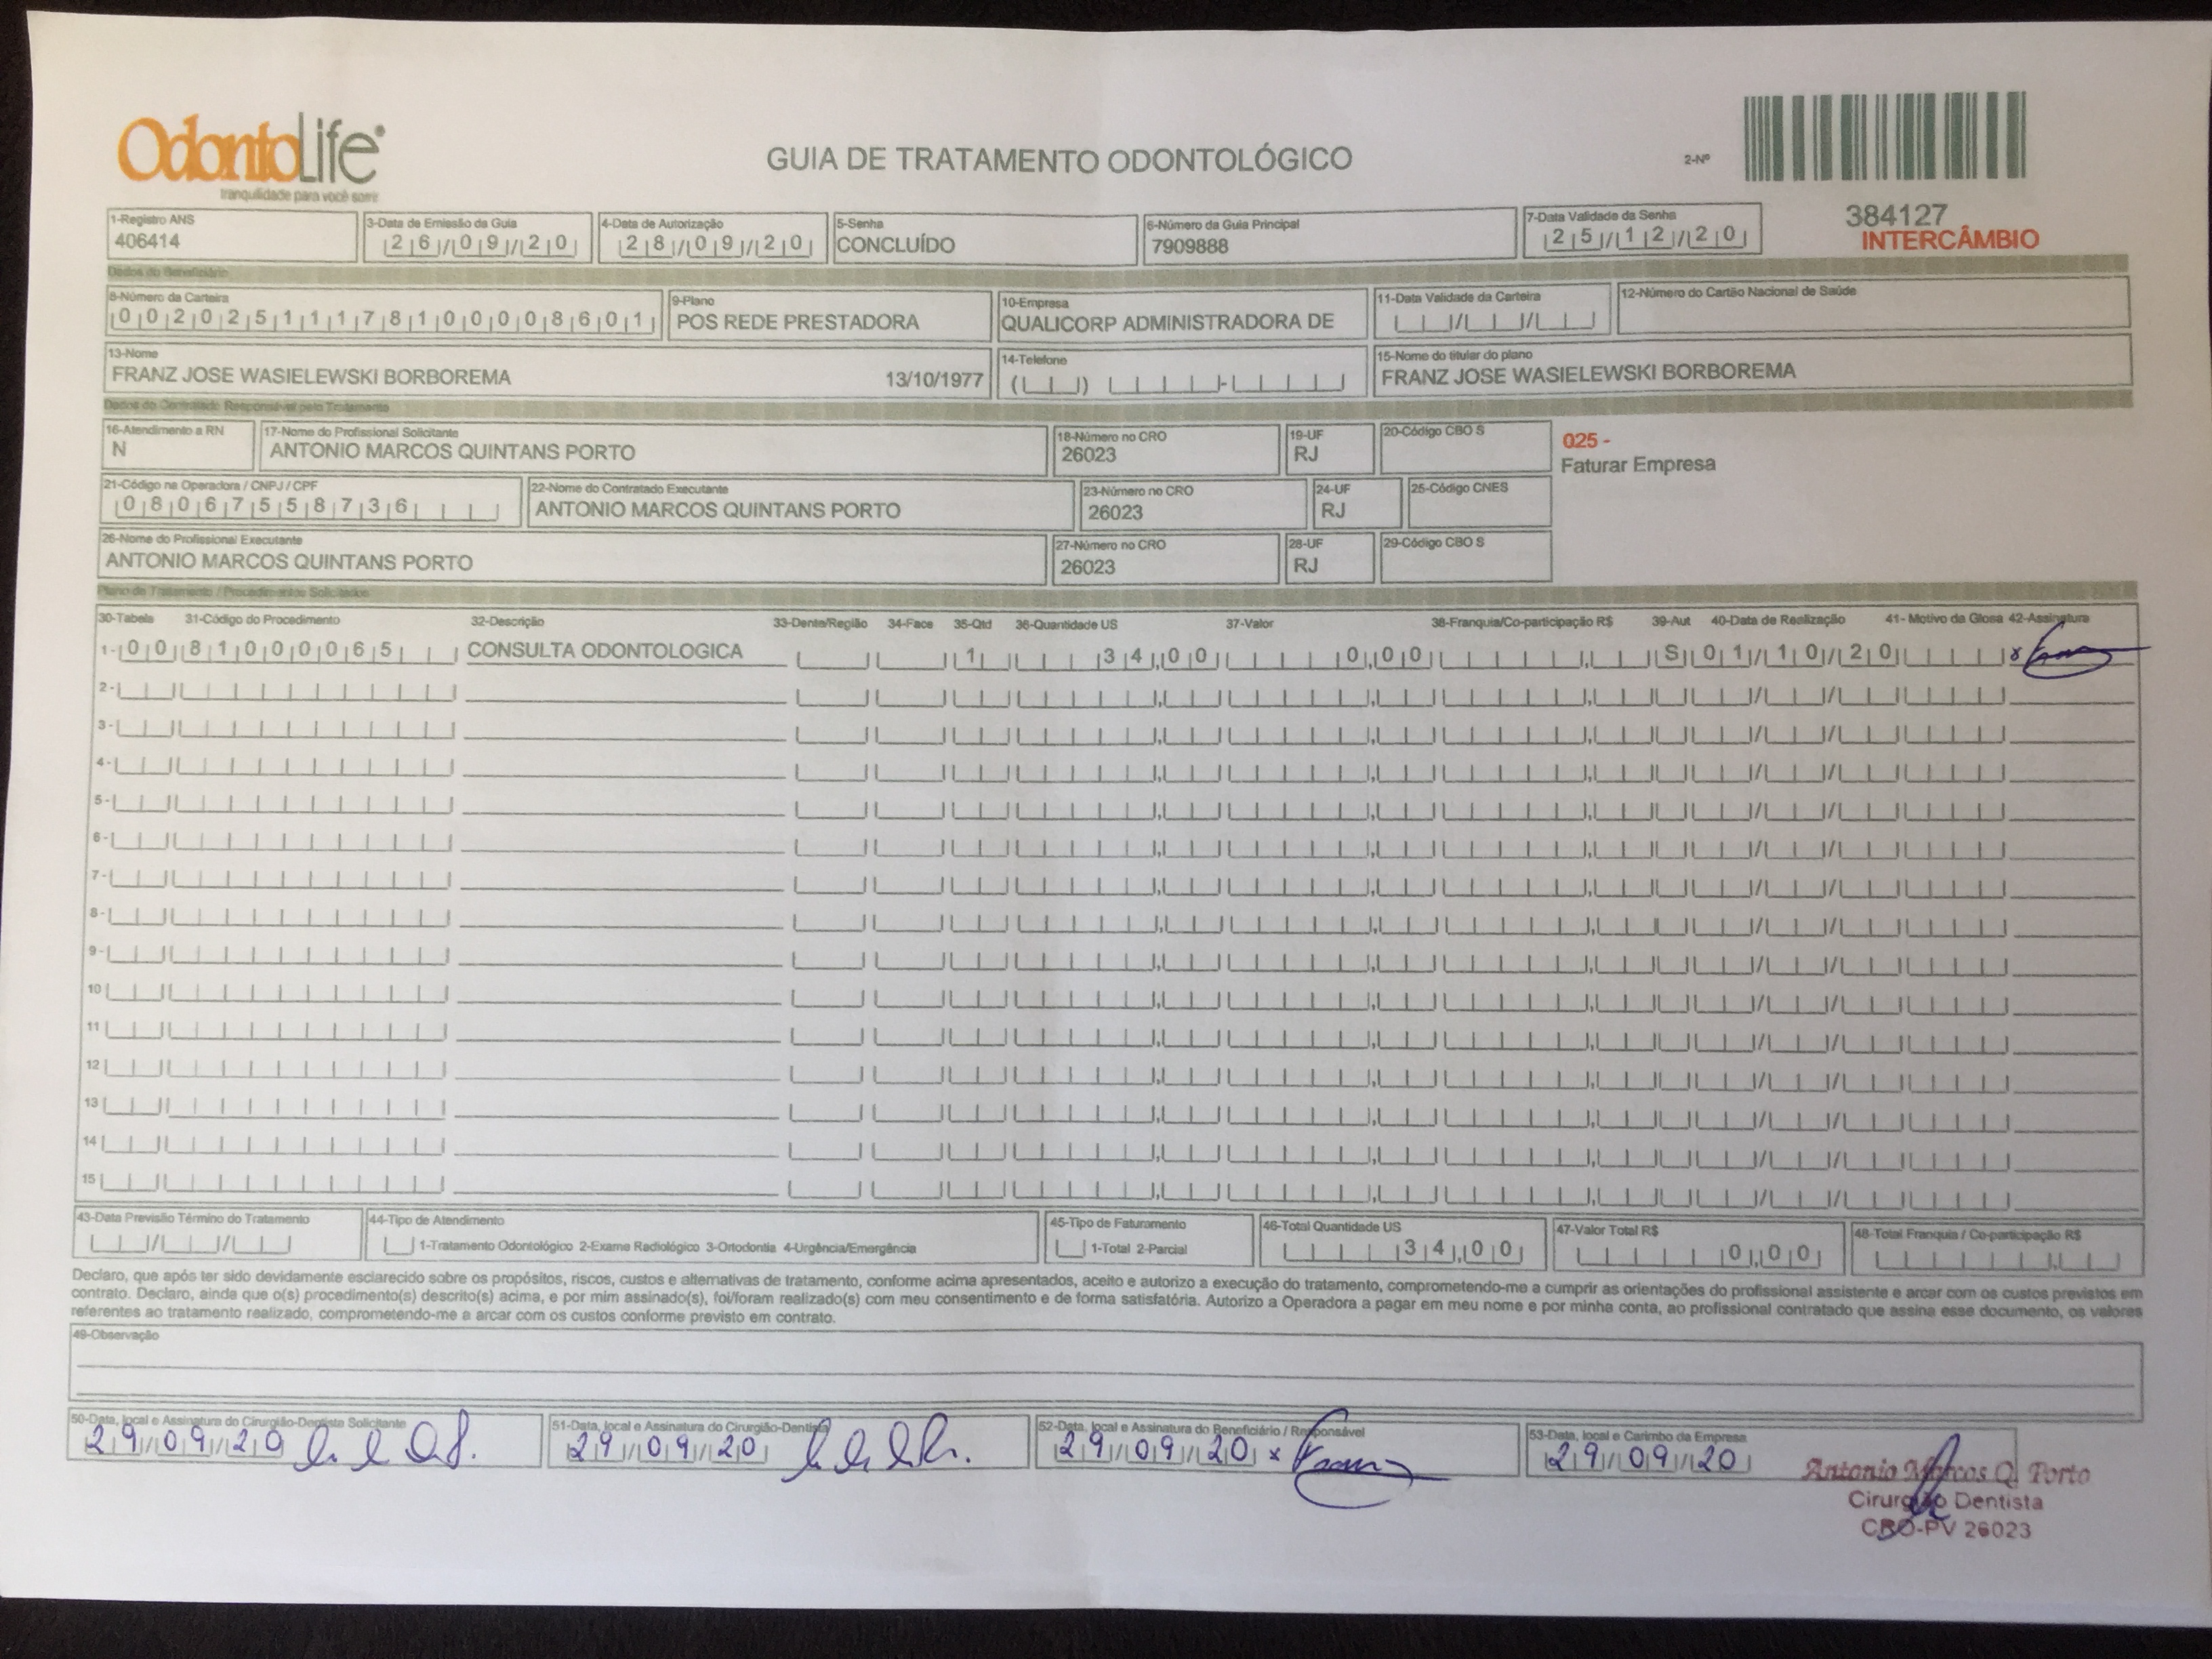 OdontoLife®
tranquilidade para você sorrir
GUIA DE TRATAMENTO ODONTOLÓGICO
2-Nº
384127
INTERCÂMBIO
1-Registro ANS
406414
3-Data de Emissão da Guia
26/09/20
4-Data de Autorização
28/09/20
5-Senha
CONCLUÍDO
6-Número da Guia Principal
7909888
7-Data Validade da Senha
25/12/20
Dados do Beneficiário
8-Número da Carteira
00202511178100008601
9-Plano
POS REDE PRESTADORA
10-Empresa
QUALICORP ADMINISTRADORA DE
11-Data Validade da Carteira
12-Número do Cartão Nacional de Saúde
13-Nome
FRANZ JOSE WASIELEWSKI BORBOREMA 13/10/1977
14-Telefone
15-Nome do titular do plano
FRANZ JOSE WASIELEWSKI BORBOREMA
Dados do Contratado Responsável pelo Tratamento
16-Atendimento a RN
N
17-Nome do Profissional Solicitante
ANTONIO MARCOS QUINTANS PORTO
18-Número no CRO
26023
19-UF
RJ
20-Código CBO S
025 -
Faturar Empresa
21-Código na Operadora / CNPJ / CPF
08067558736
22-Nome do Contratado Executante
ANTONIO MARCOS QUINTANS PORTO
23-Número no CRO
26023
24-UF
RJ
25-Código CNES
26-Nome do Profissional Executante
ANTONIO MARCOS QUINTANS PORTO
27-Número no CRO
26023
28-UF
RJ
29-Código CBO S
Plano de Tratamento / Procedimentos Solicitados
30-Tabela 31-Código do Procedimento 32-Descrição 33-Dente/Região 34-Face 35-Qtd 36-Quantidade US 37-Valor 38-Franquia/Co-participação R$ 39-Aut 40-Data de Realização 41- Motivo da Glosa 42-Assinatura
1- 00 81000065 CONSULTA ODONTOLOGICA 1 34,00 0,00 S 01/10/20
2-
3-
4-
5-
6-
7-
8-
9-
10
11
12
13
14
15
43-Data Previsão Término do Tratamento
44-Tipo de Atendimento
1-Tratamento Odontológico 2-Exame Radiológico 3-Ortodontia 4-Urgência/Emergência
45-Tipo de Faturamento
1-Total 2-Parcial
46-Total Quantidade US
34,00
47-Valor Total R$
0,00
48-Total Franquia / Co-participação R$
Declaro, que após ter sido devidamente esclarecido sobre os propósitos, riscos, custos e alternativas de tratamento, conforme acima apresentados, aceito e autorizo a execução do tratamento, comprometendo-me a cumprir as orientações do profissional assistente e arcar com os custos previstos em
contrato. Declaro, ainda que o(s) procedimento(s) descrito(s) acima, e por mim assinado(s), foi/foram realizado(s) com meu consentimento e de forma satisfatória. Autorizo a Operadora a pagar em meu nome e por minha conta, ao profissional contratado que assina esse documento, os valores
referentes ao tratamento realizado, comprometendo-me a arcar com os custos conforme previsto em contrato.
49-Observação
50-Data, local e Assinatura do Cirurgião-Dentista Solicitante
29/09/20
51-Data, local e Assinatura do Cirurgião-Dentista
29/09/20
52-Data, local e Assinatura do Beneficiário / Responsável
29/09/20 x
53-Data, local e Carimbo da Empresa
29/09/20
Antonio Marcos Q. Porto
Cirurgião Dentista
CRO-PV 26023